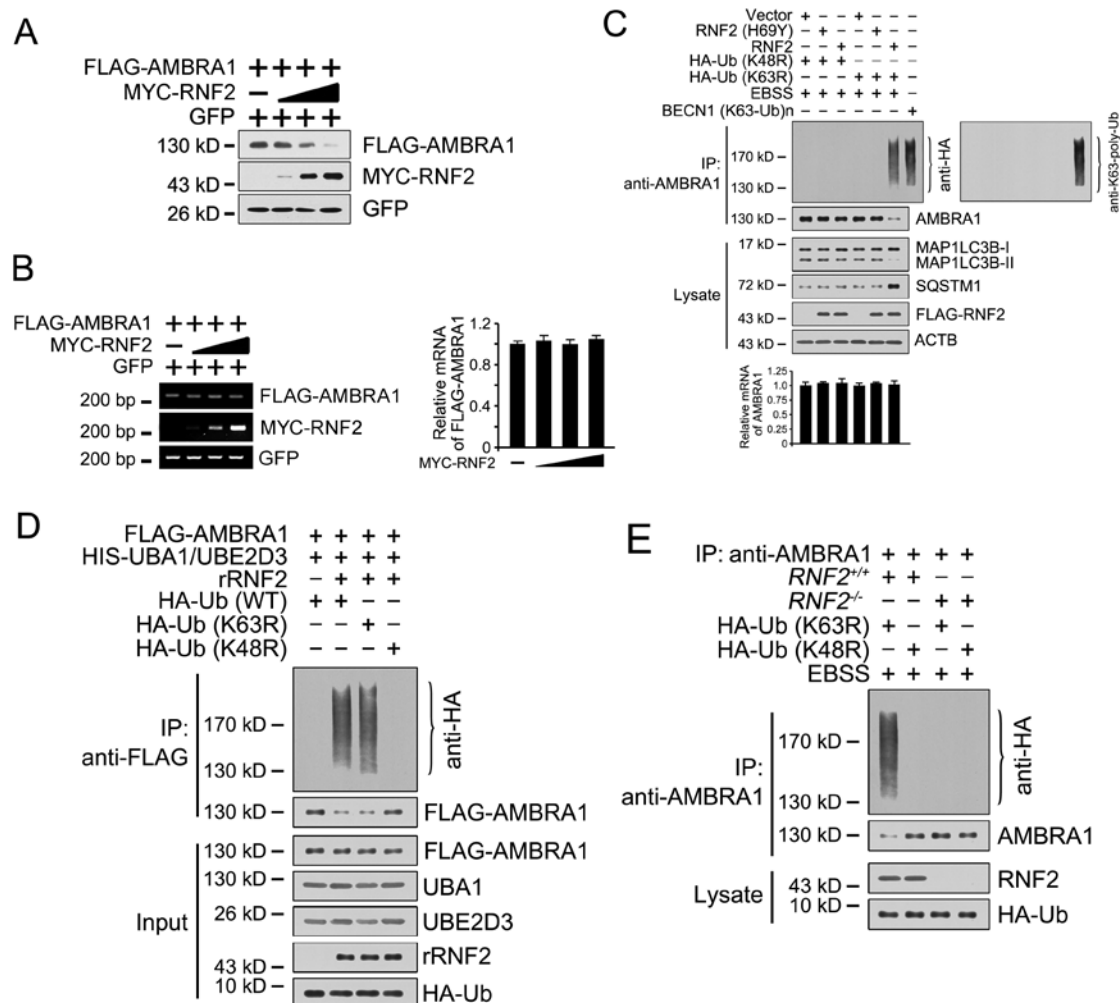 A
FLAG-AMBRA1 + + + +
MYC-RNF2 –
GFP + + + +
130 kD – FLAG-AMBRA1
43 kD – MYC-RNF2
26 kD – GFP
B
FLAG-AMBRA1 + + + +
MYC-RNF2 –
GFP + + + +
200 bp – FLAG-AMBRA1
200 bp – MYC-RNF2
200 bp – GFP
Relative mRNA
of FLAG-AMBRA1
1.2
0.8
0.4
0
MYC-RNF2 –
C
Vector + – – + – – –
RNF2 (H69Y) – + – – + – –
RNF2 – – + – – + –
HA-Ub (K48R) + + + – – – –
HA-Ub (K63R) – – – + + + –
EBSS + + + + + + –
BECN1 (K63-Ub)n – – – – – – +
IP:
anti-AMBRA1
170 kD –
130 kD –
anti-HA
anti-K63-poly-Ub
130 kD – AMBRA1
Lysate
17 kD – MAP1LC3B-I
MAP1LC3B-II
72 kD – SQSTM1
43 kD – FLAG-RNF2
43 kD – ACTB
Relative mRNA
of AMBRA1
1.25
1.0
0.75
0.5
0.25
0
D
FLAG-AMBRA1 + + + +
HIS-UBA1/UBE2D3 + + + +
rRNF2 – + + +
HA-Ub (WT) + + – –
HA-Ub (K63R) – – + –
HA-Ub (K48R) – – – +
IP:
anti-FLAG
170 kD –
130 kD –
anti-HA
130 kD – FLAG-AMBRA1
Input
130 kD – FLAG-AMBRA1
130 kD – UBA1
26 kD – UBE2D3
43 kD – rRNF2
10 kD – HA-Ub
E
IP: anti-AMBRA1 + + + +
RNF2+/+ + + – –
RNF2-/- – – + +
HA-Ub (K63R) + – + –
HA-Ub (K48R) – + – +
EBSS + + + +
IP:
anti-AMBRA1
170 kD –
130 kD –
anti-HA
130 kD – AMBRA1
Lysate
43 kD – RNF2
10 kD – HA-Ub